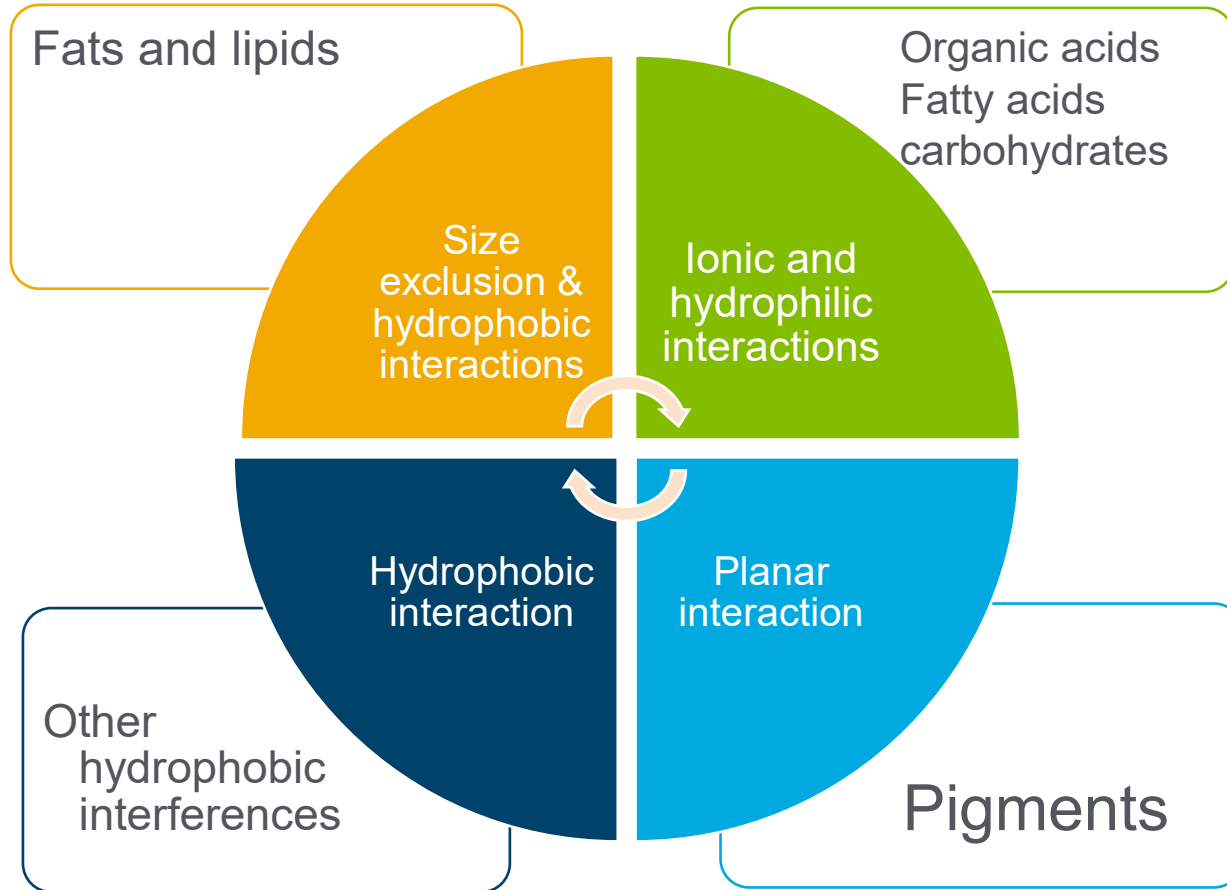 Fats and lipids
Organic acids
Fatty acids
carbohydrates
Size
exclusion &
hydrophobic
interactions
Ionic and
hydrophilic
interactions
Hydrophobic
interaction
Planar
interaction
Other
hydrophobic
interferences
Pigments